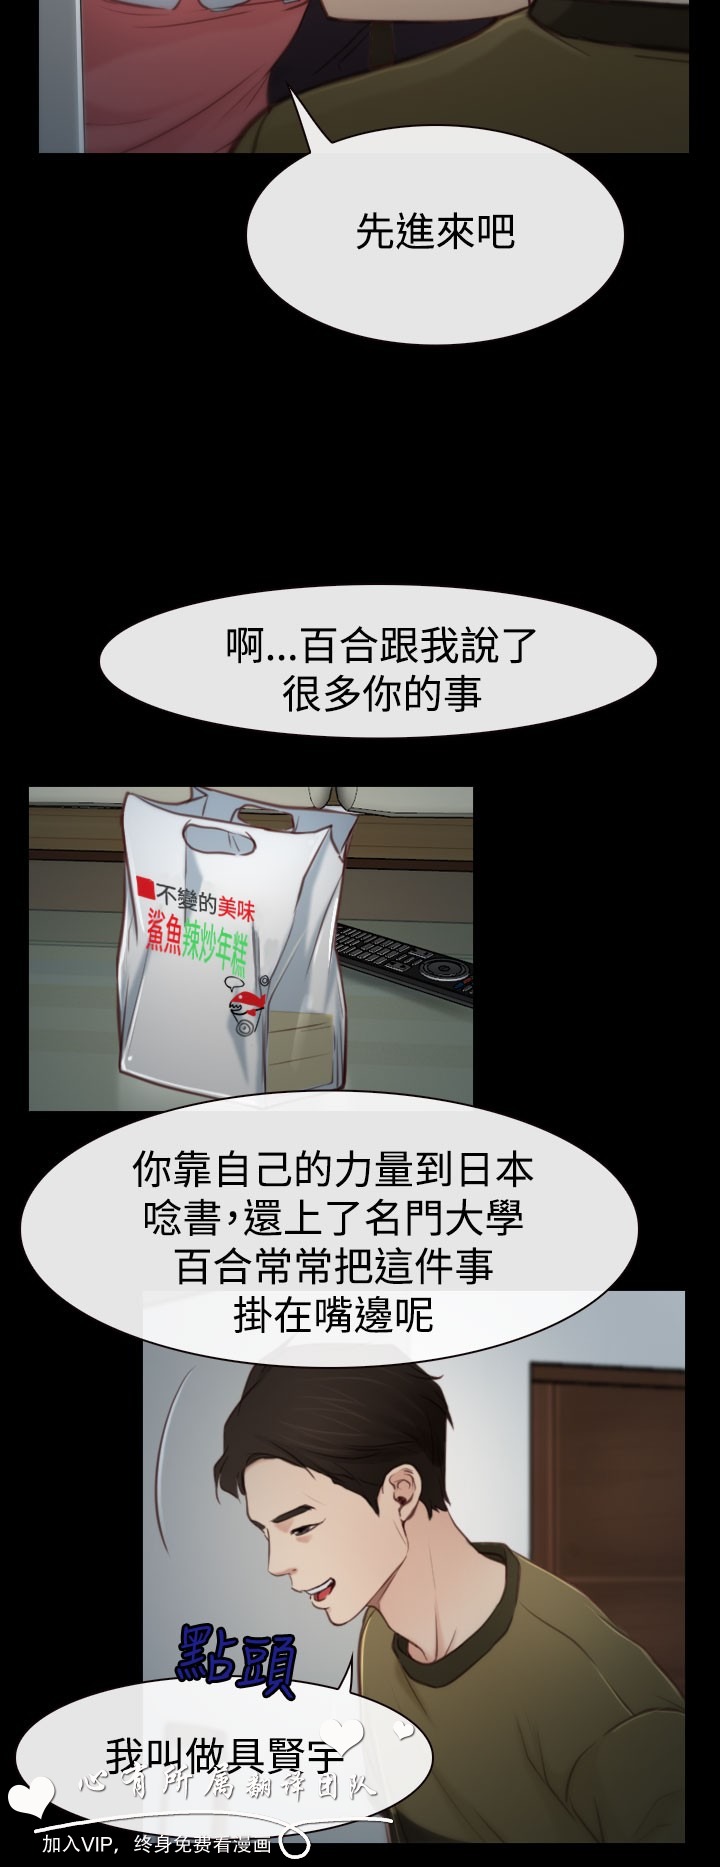 先進來吧
啊...百合跟我說了
很多你的事
不變的美味
鯊魚辣炒年糕
你靠自己的力量到日本
唸書,還上了名門大學
百合常常把這件事
掛在嘴邊呢
點頭
我叫做具賢宇
心有所属翻译团队
加入VIP，终身免费看漫画